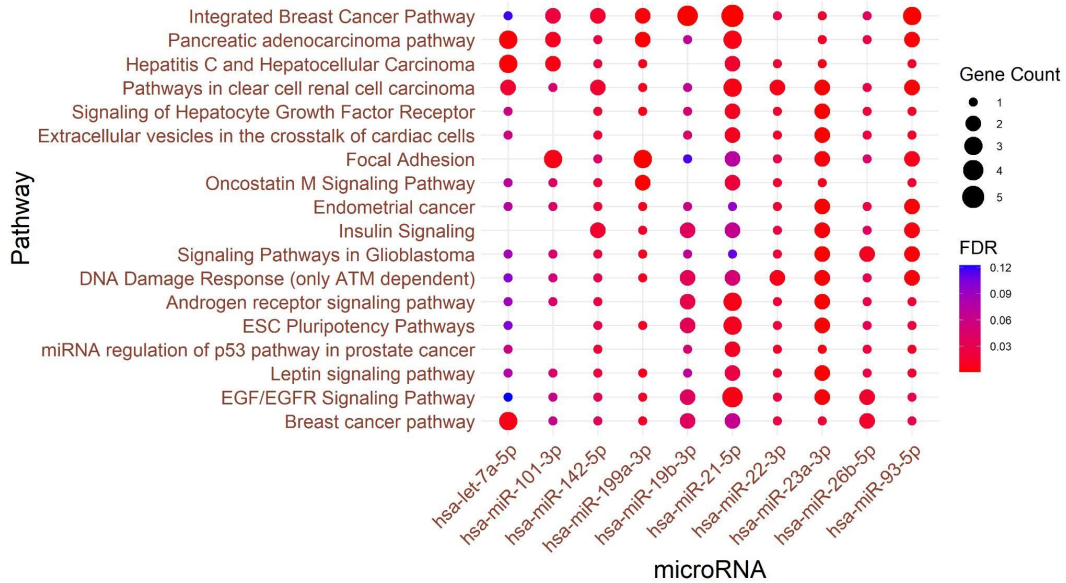 Integrated Breast Cancer Pathway
Pancreatic adenocarcinoma pathway
Hepatitis C and Hepatocellular Carcinoma
Pathways in clear cell renal cell carcinoma
Signaling of Hepatocyte Growth Factor Receptor
Extracellular vesicles in the crosstalk of cardiac cells
Focal Adhesion
Oncostatin M Signaling Pathway
Endometrial cancer
Insulin Signaling
Signaling Pathways in Glioblastoma
DNA Damage Response (only ATM dependent)
Androgen receptor signaling pathway
ESC Pluripotency Pathways
miRNA regulation of p53 pathway in prostate cancer
Leptin signaling pathway
EGF/EGFR Signaling Pathway
Breast cancer pathway
Pathway
hsa-let-7a-5p
hsa-miR-101-3p
hsa-miR-142-5p
hsa-miR-199a-3p
hsa-miR-19b-3p
hsa-miR-21-5p
hsa-miR-22-3p
hsa-miR-23a-3p
hsa-miR-26b-5p
hsa-miR-93-5p
microRNA
Gene Count
1
2
3
4
5
FDR
0.12
0.09
0.06
0.03